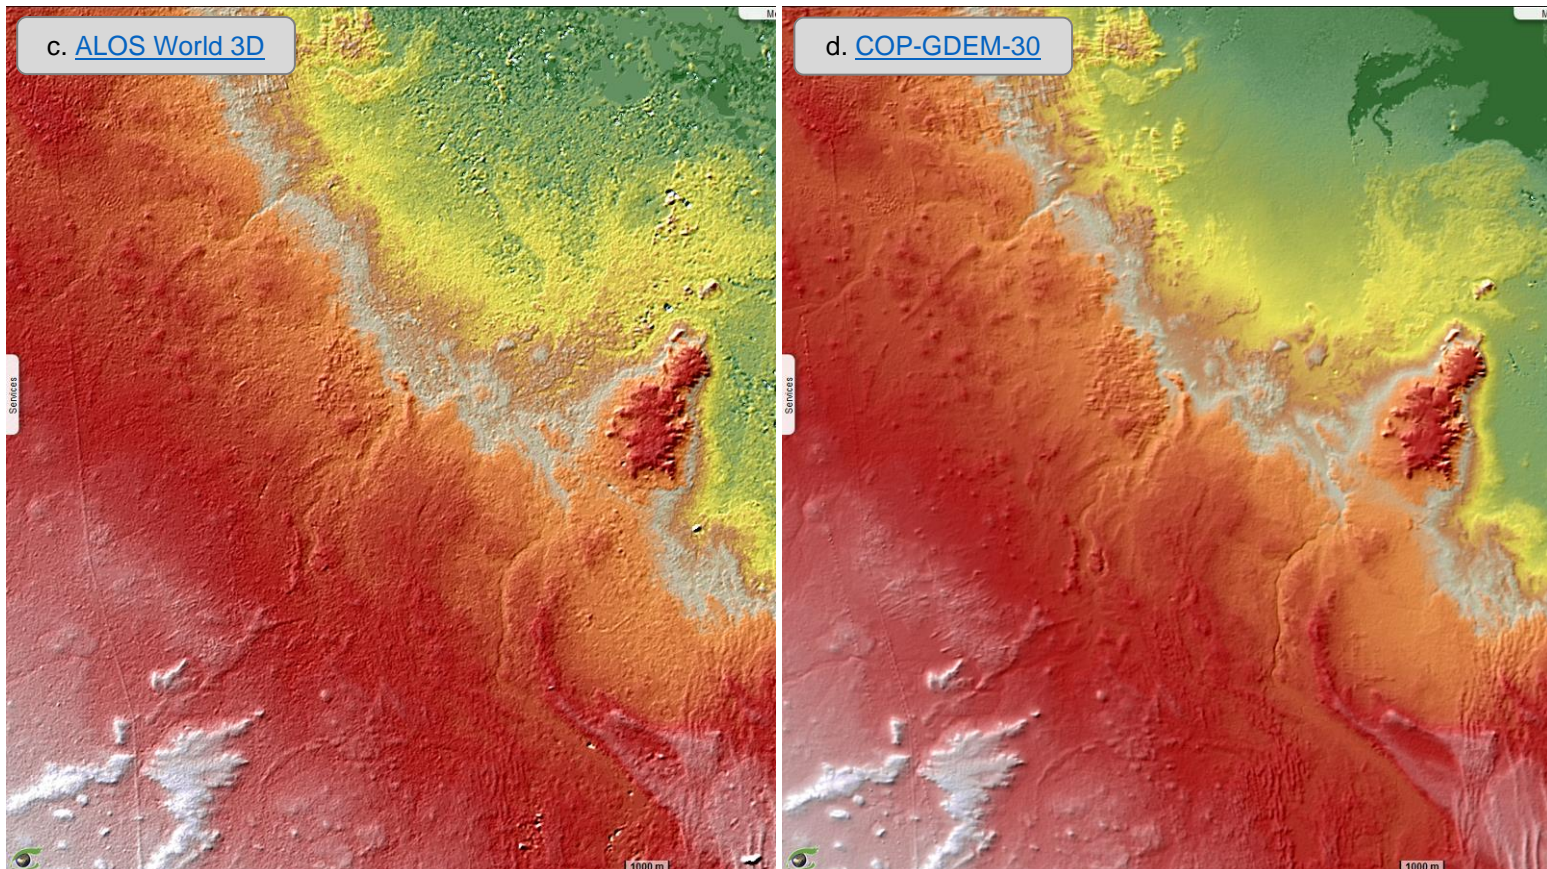 c. ALOS World 3D
d. COP-GDEM-30
Services
Services
1000 m
1000 m